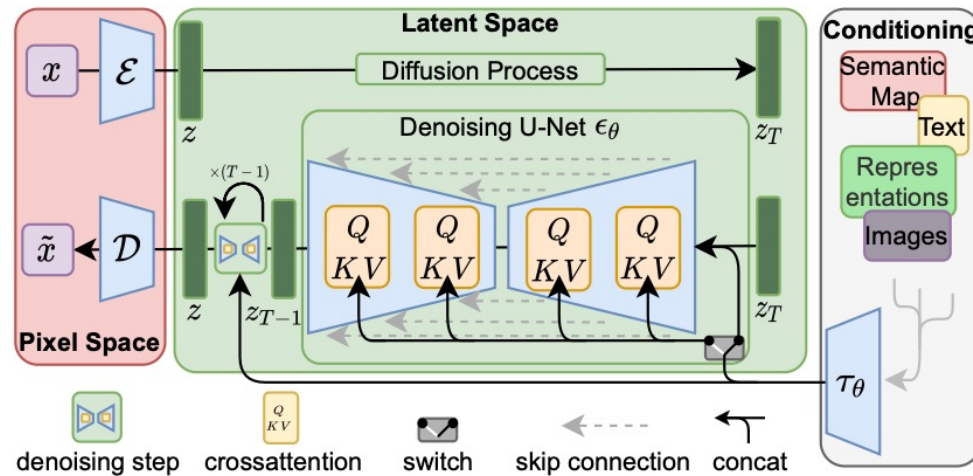 Latent Space
Conditioning
x
ℰ
Diffusion Process
Semantic
Map
z
Denoising U-Net ϵ_θ
z_T
Text
×(T−1)
Repres
entations
x̃
𝒟
Q
KV
Q
KV
Q
KV
Q
KV
Images
z
z_{T−1}
z_T
Pixel Space
τ_θ
Q
KV
denoising step
crossattention
switch
skip connection
concat